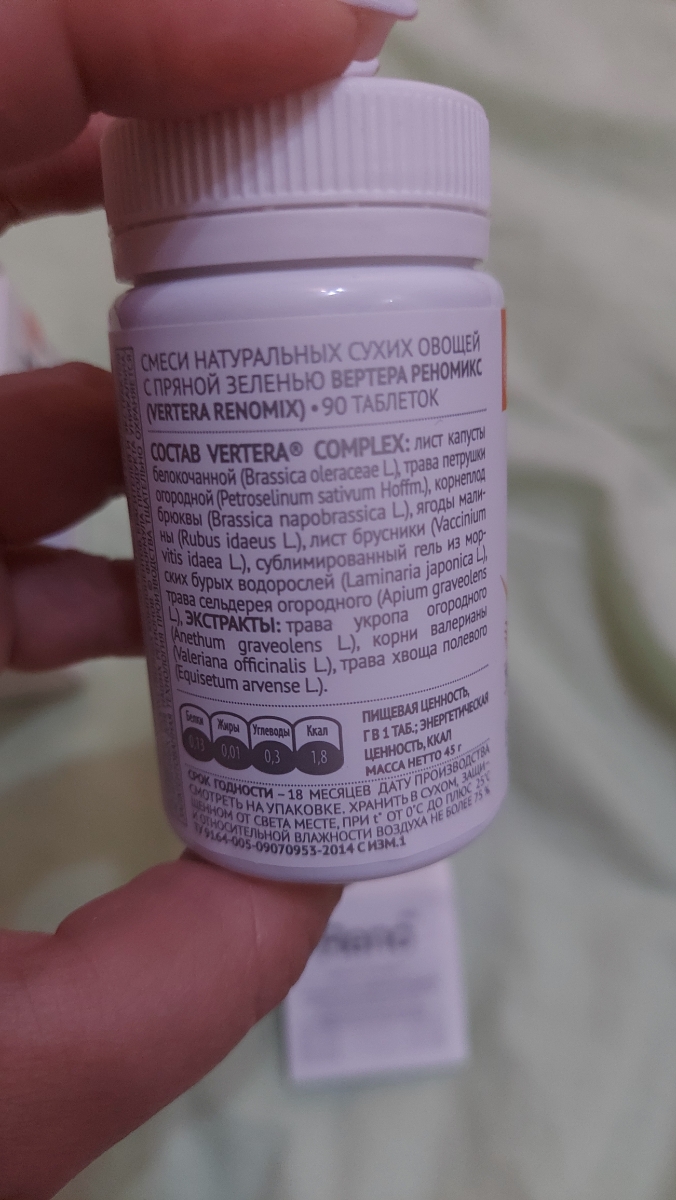 СМЕСИ НАТУРАЛЬНЫХ СУХИХ ОВОЩЕЙ
С ПРЯНОЙ ЗЕЛЕНЬЮ ВЕРТЕРА РЕНОМИКС
(VERTERA RENOMIX) • 90 ТАБЛЕТОК
СОСТАВ VERTERA® COMPLEX: лист капусты
белокочанной (Brassica oleraceae L.), трава петрушки
огородной (Petroselinum sativum Hoffm.), корнеплод
брюквы (Brassica napobrassica L.), ягоды мали-
ны (Rubus idaeus L.), лист брусники (Vaccinium
vitis idaea L.), сублимированный гель из мор-
ских бурых водорослей (Laminaria japonica L.),
трава сельдерея огородного (Apium graveolens
L.), ЭКСТРАКТЫ: трава укропа огородного
(Anethum graveolens L.), корни валерианы
(Valeriana officinalis L.), трава хвоща полевого
(Equisetum arvense L.).
Белки Жиры Углеводы Ккал
0,13 0,01 0,3 1,8
ПИЩЕВАЯ ЦЕННОСТЬ,
Г В 1 ТАБ.; ЭНЕРГЕТИЧЕСКАЯ
ЦЕННОСТЬ, ККАЛ
МАССА НЕТТО 45 г
СРОК ГОДНОСТИ – 18 МЕСЯЦЕВ ДАТУ ПРОИЗВОДСТВА
СМОТРЕТЬ НА УПАКОВКЕ. ХРАНИТЬ В СУХОМ, ЗАЩИ-
ЩЕННОМ ОТ СВЕТА МЕСТЕ, ПРИ t° ОТ 0°С ДО ПЛЮС 25°С
И ОТНОСИТЕЛЬНОЙ ВЛАЖНОСТИ ВОЗДУХА НЕ БОЛЕЕ 75 %
ТУ 9164-005-09070953-2014 С ИЗМ.1